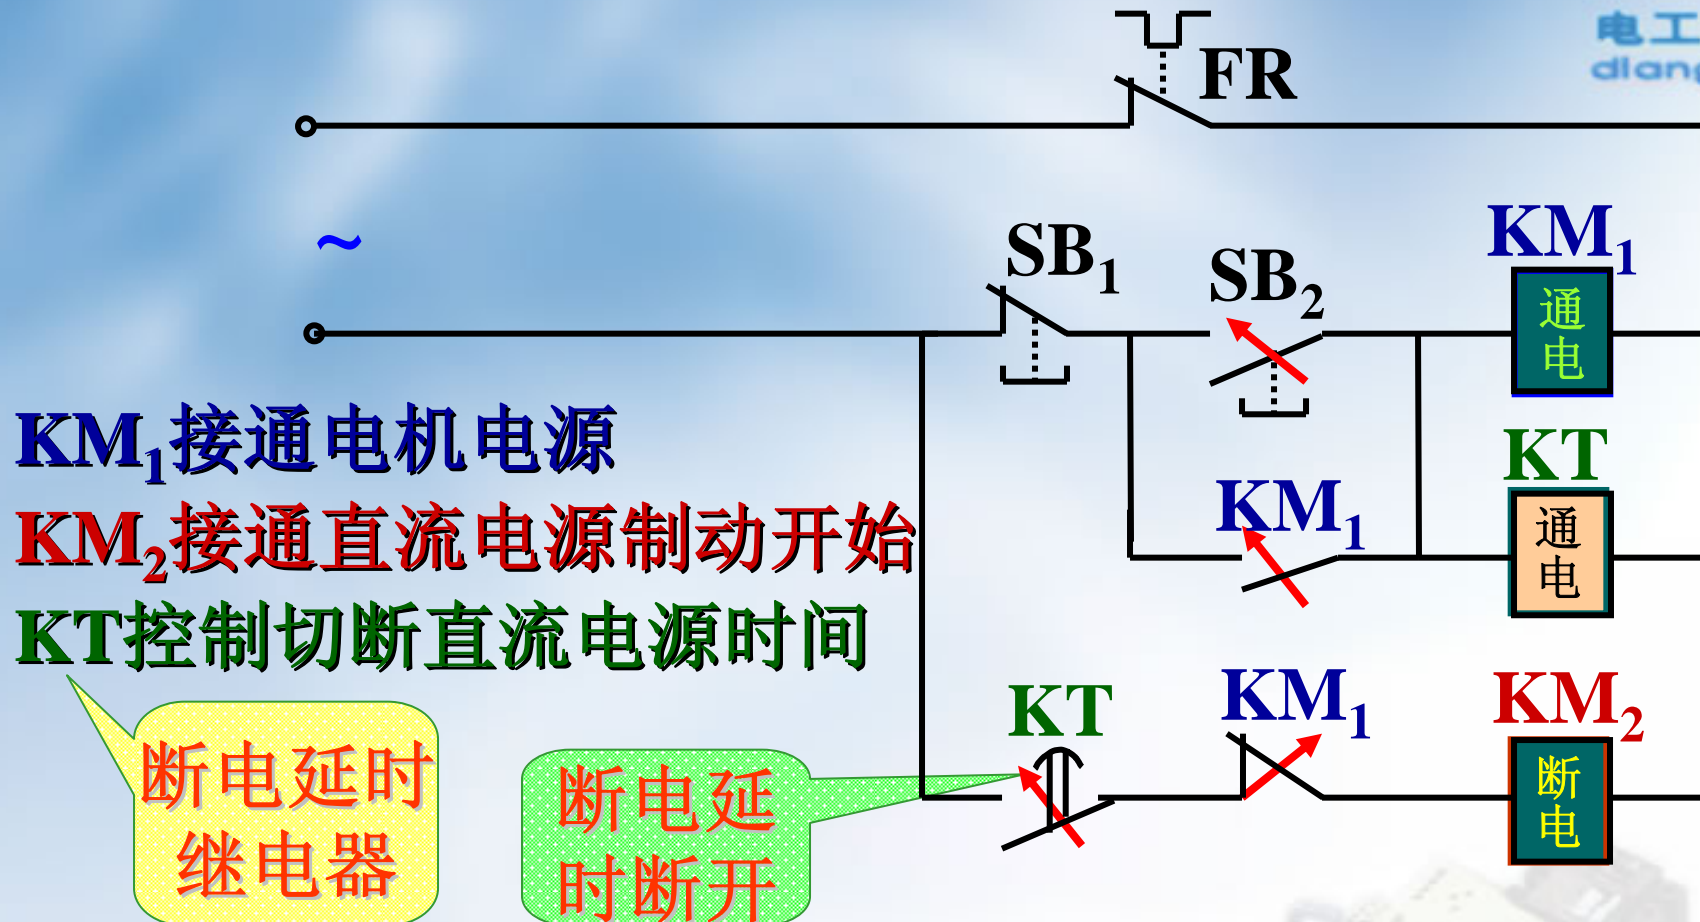 电工
diang
FR
~
SB1
SB2
KM1
通电
KT
通电
KM1
KM1接通电机电源
KM2接通直流电源制动开始
KT控制切断直流电源时间
KT
KM1
KM2
断电
断电延时
继电器
断电延
时断开